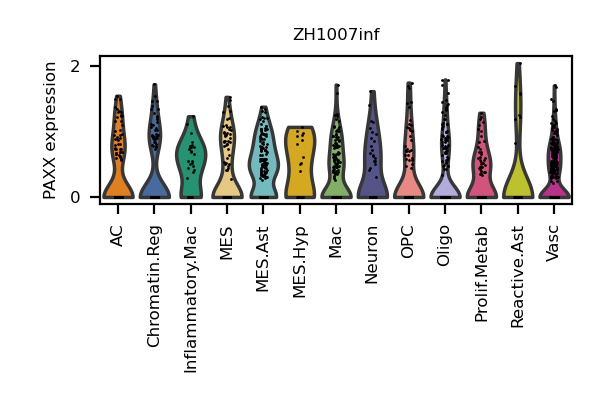 ZH1007inf
PAXX expression
2
0
AC
Chromatin.Reg
Inflammatory.Mac
MES
MES.Ast
MES.Hyp
Mac
Neuron
OPC
Oligo
Prolif.Metab
Reactive.Ast
Vasc